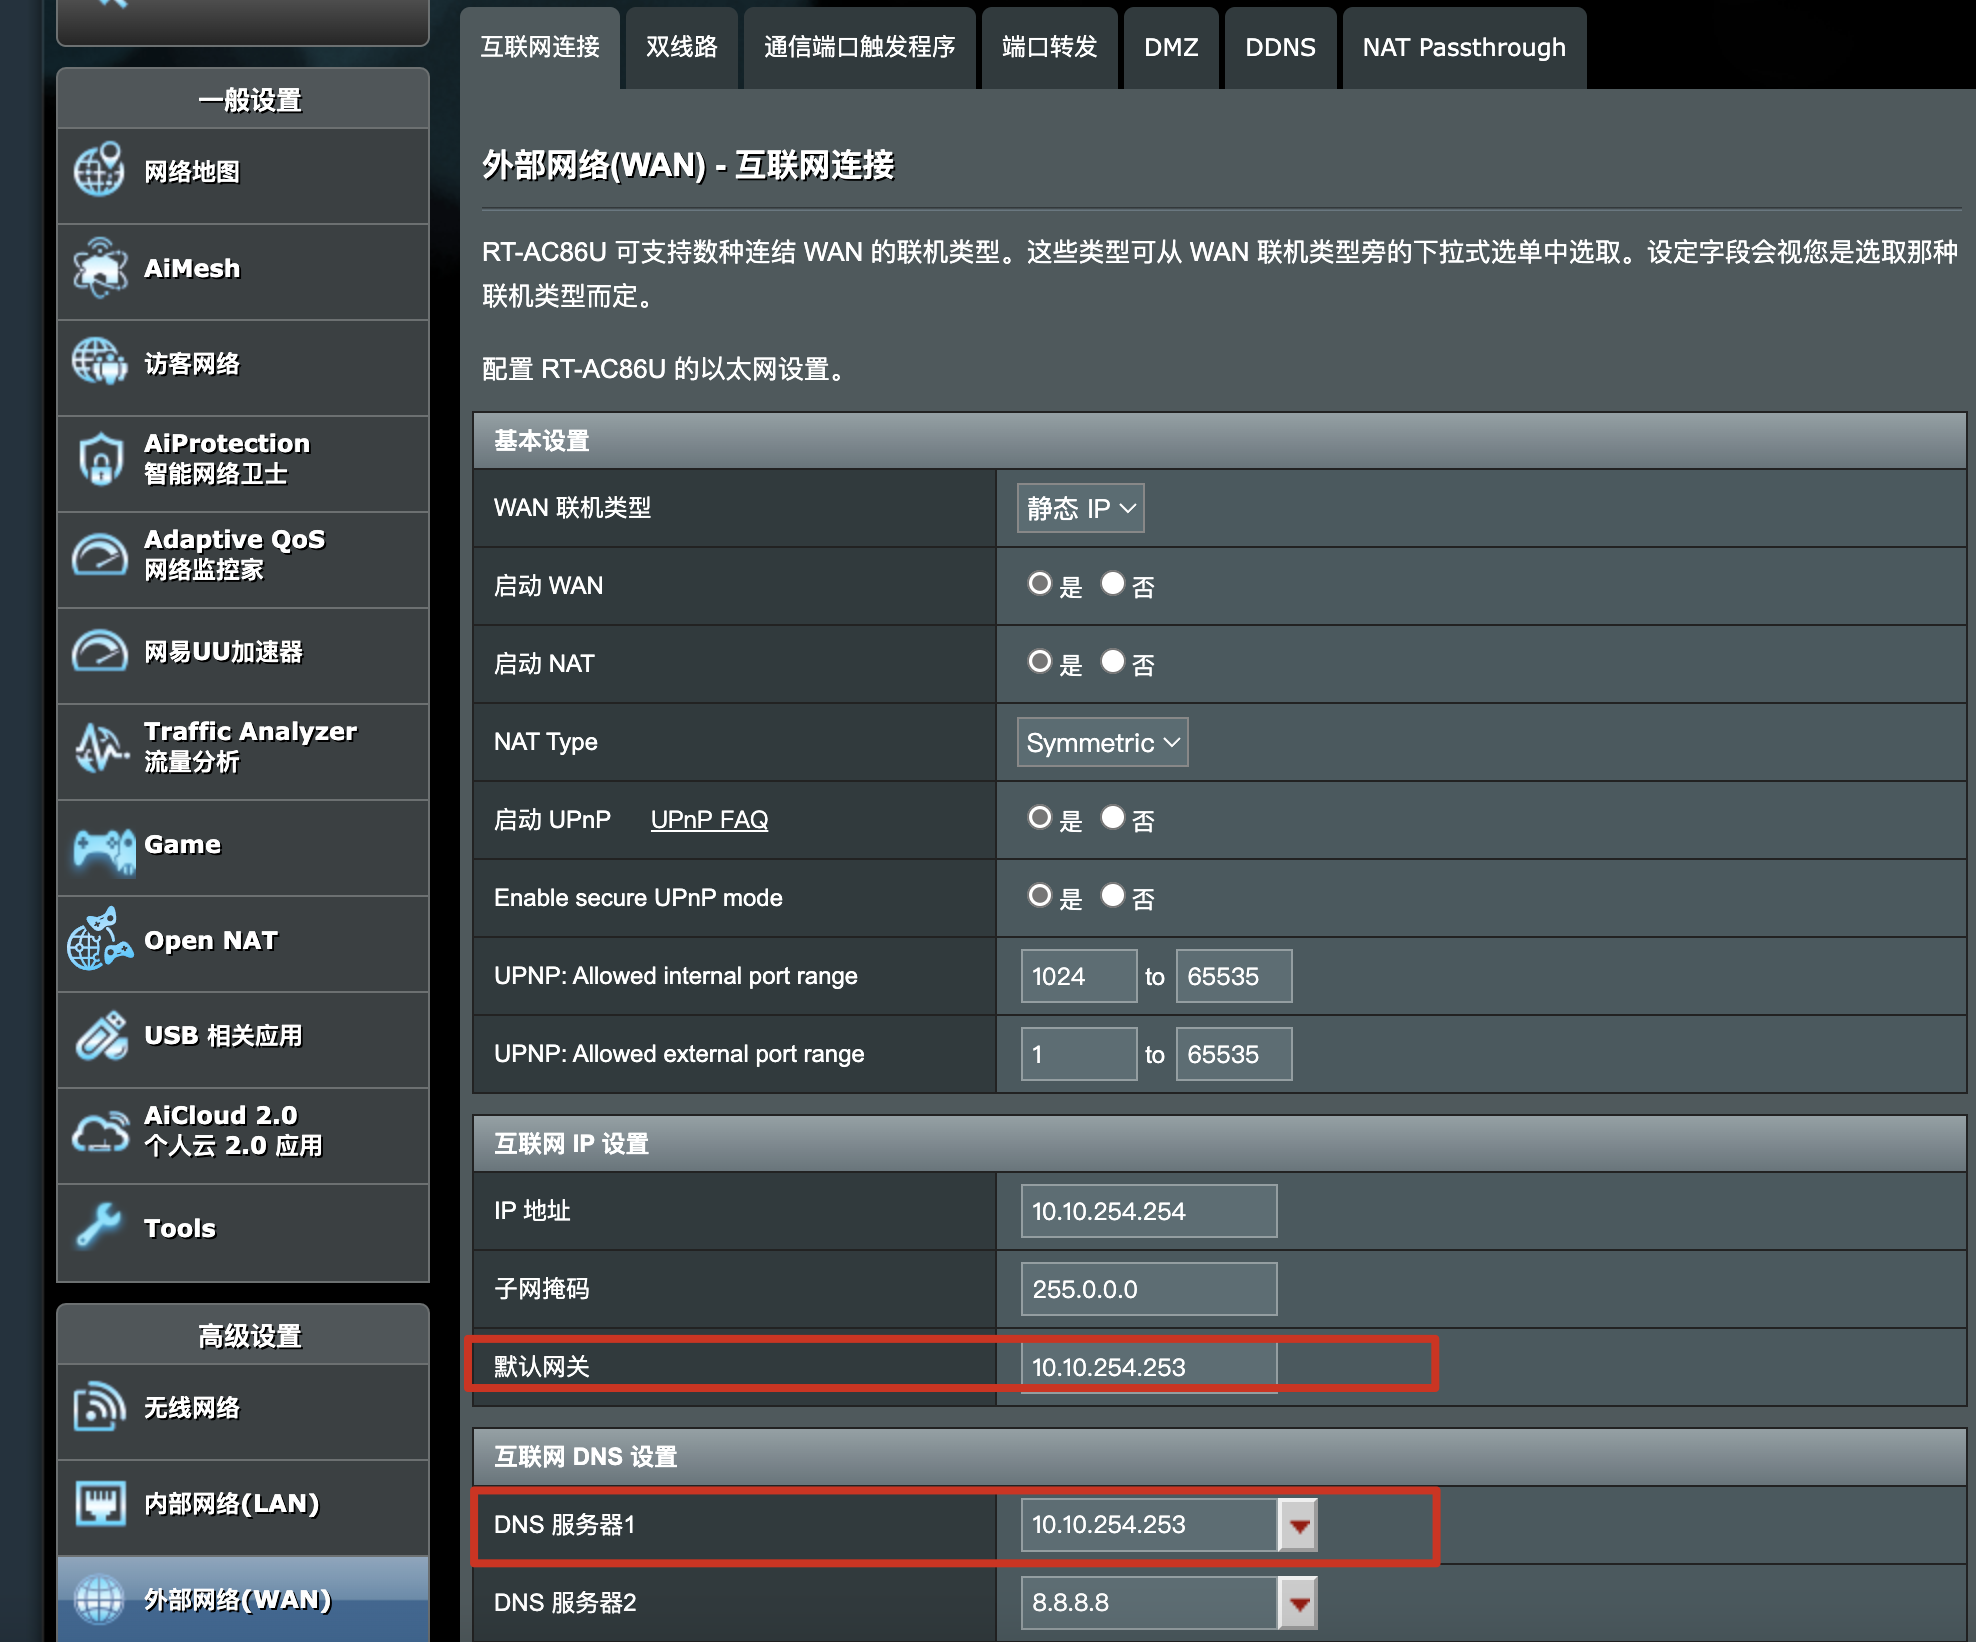 互联网连接
双线路
通信端口触发程序
端口转发
DMZ
DDNS
NAT Passthrough
一般设置
网络地图
AiMesh
访客网络
AiProtection
智能网络卫士
Adaptive QoS
网络监控家
网易UU加速器
Traffic Analyzer
流量分析
Game
Open NAT
USB 相关应用
AiCloud 2.0
个人云 2.0 应用
Tools
高级设置
无线网络
内部网络(LAN)
外部网络(WAN)
外部网络(WAN) - 互联网连接
RT-AC86U 可支持数种连结 WAN 的联机类型。这些类型可从 WAN 联机类型旁的下拉式选单中选取。设定字段会视您是选取那种
联机类型而定。
配置 RT-AC86U 的以太网设置。
基本设置
WAN 联机类型 静态 IP
启动 WAN 是 否
启动 NAT 是 否
NAT Type Symmetric
启动 UPnP UPnP FAQ 是 否
Enable secure UPnP mode 是 否
UPNP: Allowed internal port range 1024 to 65535
UPNP: Allowed external port range 1 to 65535
互联网 IP 设置
IP 地址 10.10.254.254
子网掩码 255.0.0.0
默认网关 10.10.254.253
互联网 DNS 设置
DNS 服务器1 10.10.254.253
DNS 服务器2 8.8.8.8